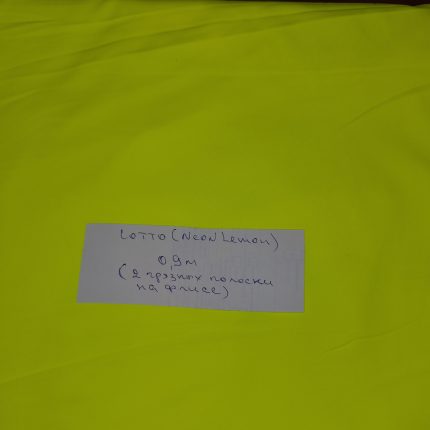 LOTTO (Neon Lemon)
0,9м
(2 грязных полоски
на флисе)